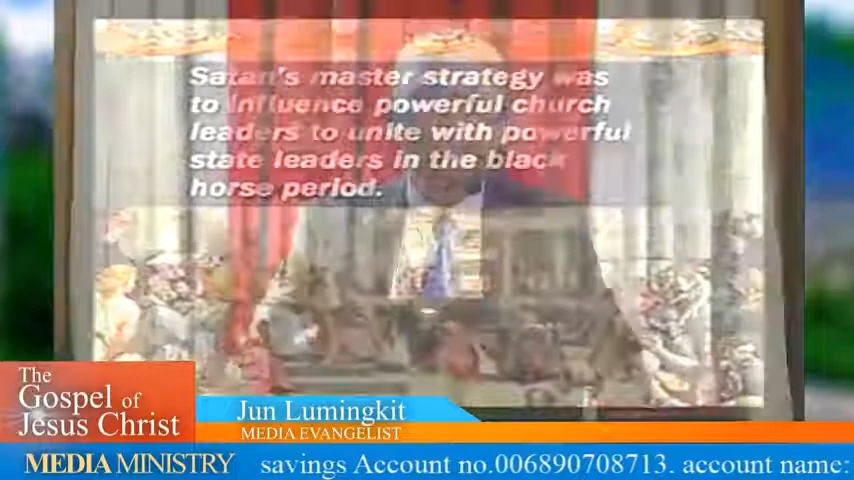 Satan's master strategy was
to influence powerful church
leaders to unite with powerful
state leaders in the black
horse period.
The
Gospel of
Jesus Christ
Jun Lumingkit
MEDIA EVANGELIST
MEDIA MINISTRY
savings Account no.006890708713. account name: